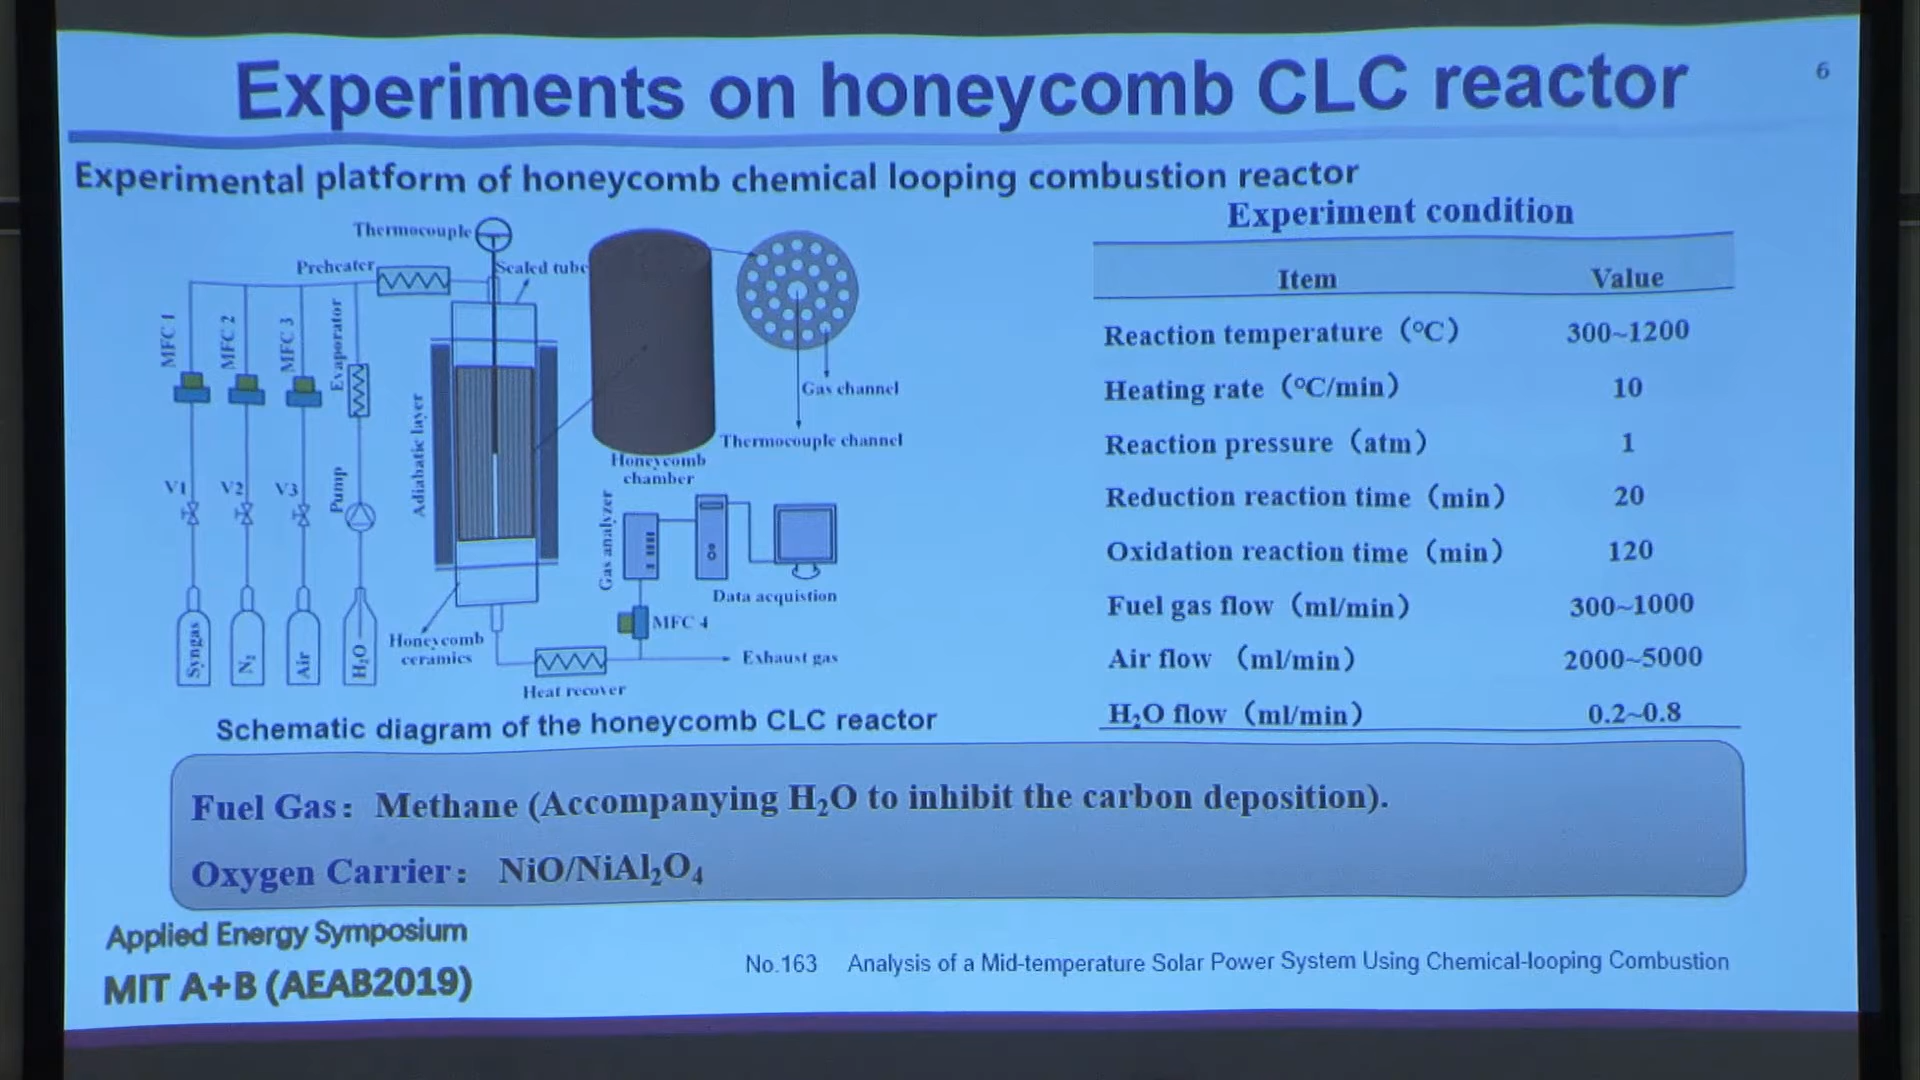 Experiments on honeycomb CLC reactor
6
Experimental platform of honeycomb chemical looping combustion reactor
Thermocouple
Preheater
Sealed tube
MFC 1
MFC 2
MFC 3
Evaporator
Adiabatic layer
Gas channel
Thermocouple channel
Honeycomb
chamber
V1
V2
V3
Pump
Gas analyzer
Data acquistion
MFC 4
Syngas
N2
Air
H2O
Honeycomb
ceramics
Exhaust gas
Heat recover
Schematic diagram of the honeycomb CLC reactor
Experiment condition
Item Value
Reaction temperature (°C) 300~1200
Heating rate (°C/min) 10
Reaction pressure (atm) 1
Reduction reaction time (min) 20
Oxidation reaction time (min) 120
Fuel gas flow (ml/min) 300~1000
Air flow (ml/min) 2000~5000
H2O flow (ml/min) 0.2~0.8
Fuel Gas: Methane (Accompanying H2O to inhibit the carbon deposition).
Oxygen Carrier: NiO/NiAl2O4
Applied Energy Symposium
MIT A+B (AEAB2019)
No.163 Analysis of a Mid-temperature Solar Power System Using Chemical-looping Combustion